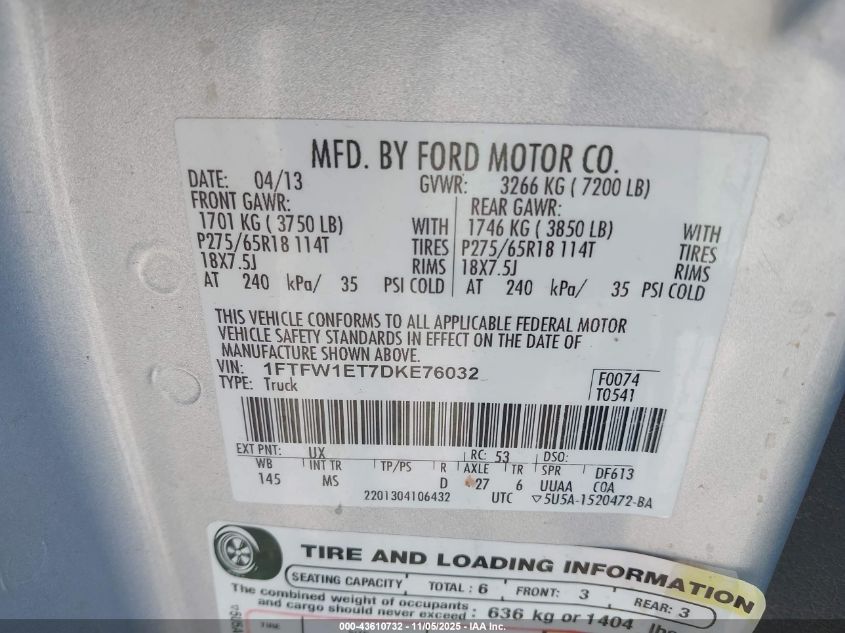 MFD. BY FORD MOTOR CO.
DATE: 04/13 GVWR: 3266 KG ( 7200 LB)
FRONT GAWR: REAR GAWR:
1701 KG ( 3750 LB) WITH 1746 KG ( 3850 LB) WITH
P275/65R18 114T TIRES P275/65R18 114T TIRES
18X7.5J RIMS 18X7.5J RIMS
AT 240 kPa/ 35 PSI COLD AT 240 kPa/ 35 PSI COLD
THIS VEHICLE CONFORMS TO ALL APPLICABLE FEDERAL MOTOR
VEHICLE SAFETY STANDARDS IN EFFECT ON THE DATE OF
MANUFACTURE SHOWN ABOVE.
VIN: 1FTFW1ET7DKE76032 F0074
TYPE: Truck T0541
EXT PNT: UX RC: 53 DSO:
WB INT TR TP/PS R AXLE TR SPR DF613
145 MS D 27 6 UUAA COA
2201304106432 UTC ▽5U5A-1520472-BA
TIRE AND LOADING INFORMATION
SEATING CAPACITY TOTAL : 6 FRONT: 3 REAR: 3
The combined weight of occupants
and cargo should never exceed : 636 kg or 1404 lbs
TIRE
000-43610732 - 11/05/2025 - www.iaai.com